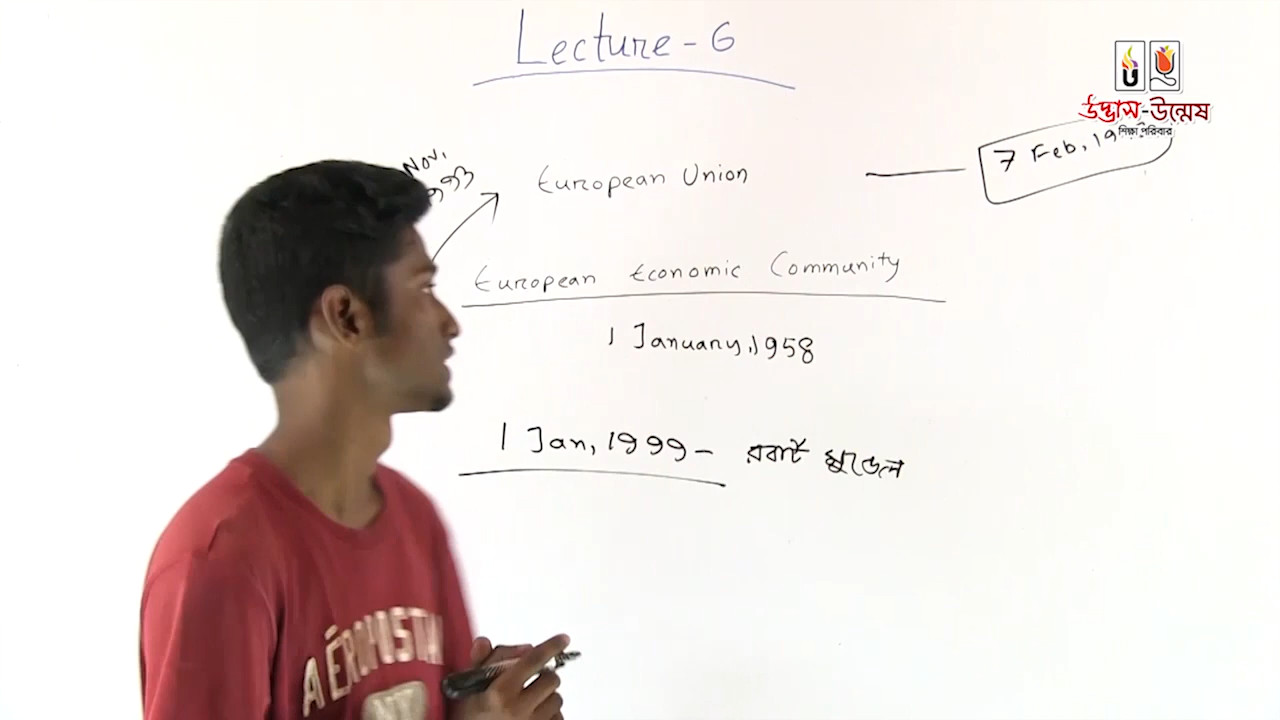 Lecture - 6
উদ্ভাস-উন্মেষ
শিক্ষা পরিবার
Nov,
European Union
7 Feb, 19
European Economic Community
1 January, 1958
1 Jan, 1999 - রবার্ট মুন্ডেল